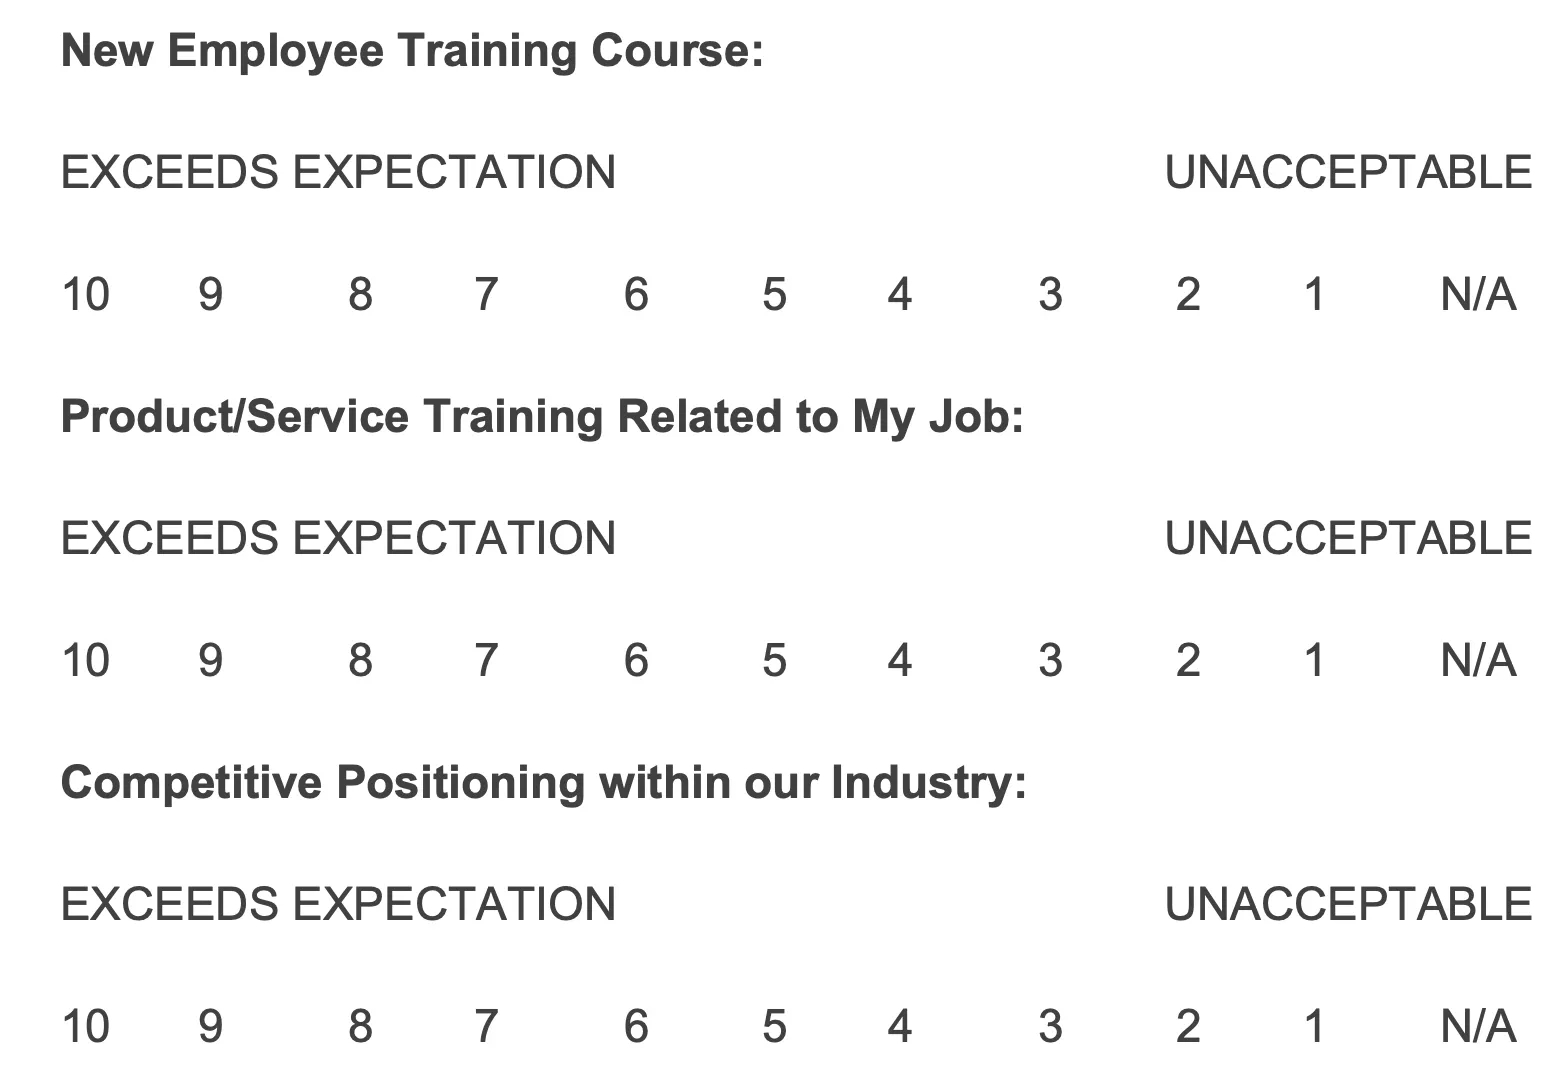 New Employee Training Course:
EXCEEDS EXPECTATION UNACCEPTABLE
10 9 8 7 6 5 4 3 2 1 N/A
Product/Service Training Related to My Job:
EXCEEDS EXPECTATION UNACCEPTABLE
10 9 8 7 6 5 4 3 2 1 N/A
Competitive Positioning within our Industry:
EXCEEDS EXPECTATION UNACCEPTABLE
10 9 8 7 6 5 4 3 2 1 N/A